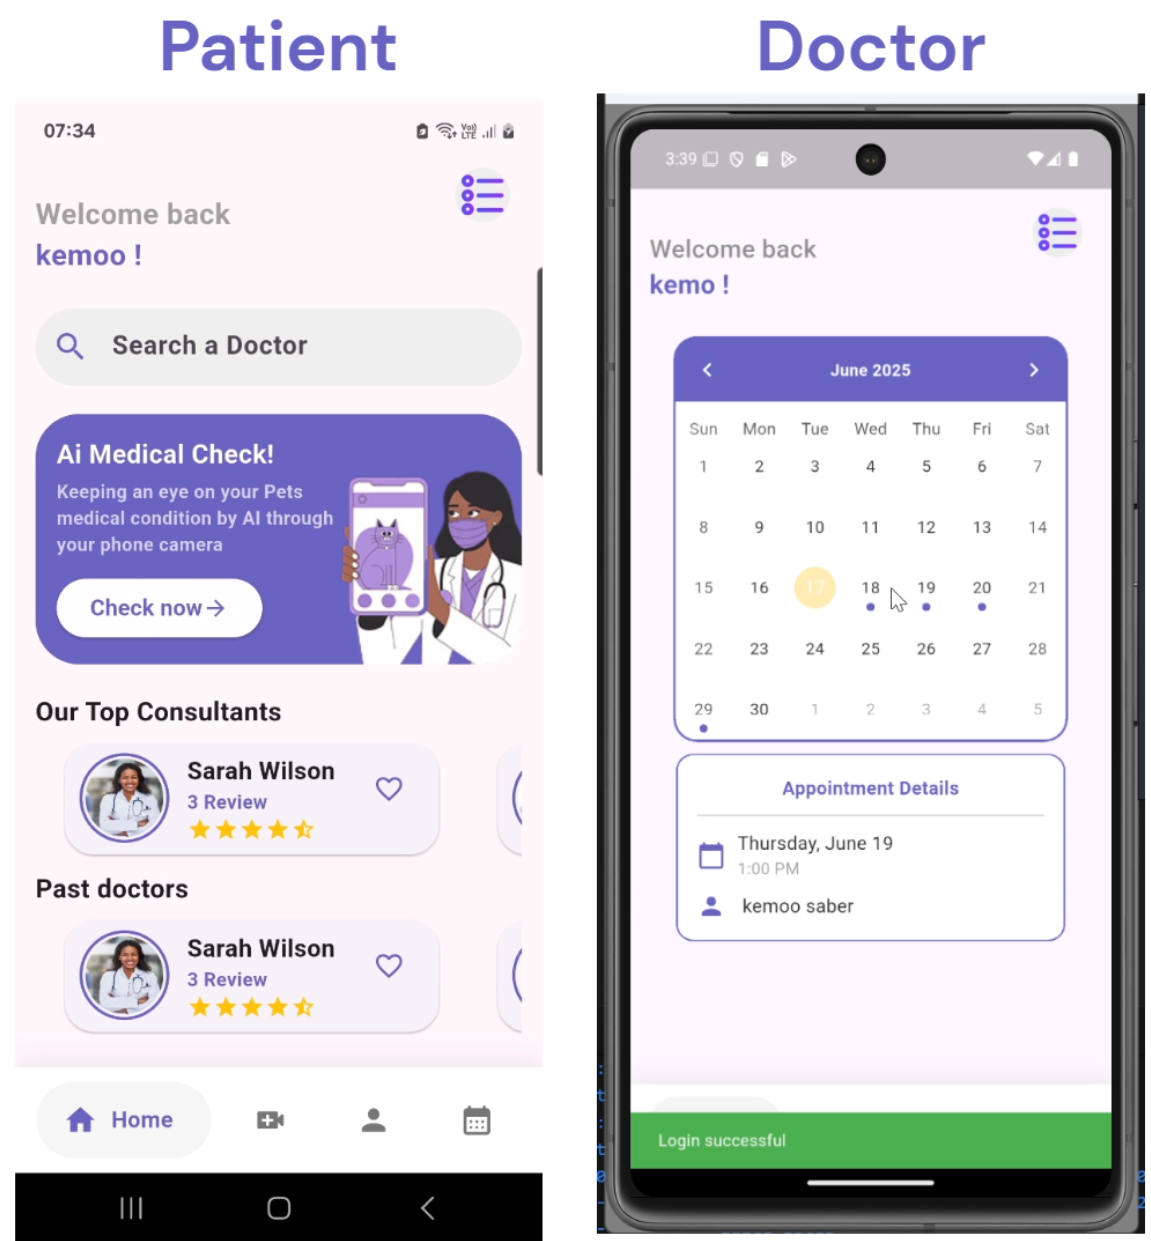 Patient
07:34
Vo)) LTE
Welcome back
kemoo !
Search a Doctor
Ai Medical Check!
Keeping an eye on your Pets
medical condition by AI through
your phone camera
Check now
Our Top Consultants
Sarah Wilson
3 Review
Past doctors
Sarah Wilson
3 Review
Home
Doctor
3:39
Welcome back
kemo !
June 2025
Sun Mon Tue Wed Thu Fri Sat
1 2 3 4 5 6 7
8 9 10 11 12 13 14
15 16 17 18 19 20 21
22 23 24 25 26 27 28
29 30 1 2 3 4 5
Appointment Details
Thursday, June 19
1:00 PM
kemoo saber
Login successful